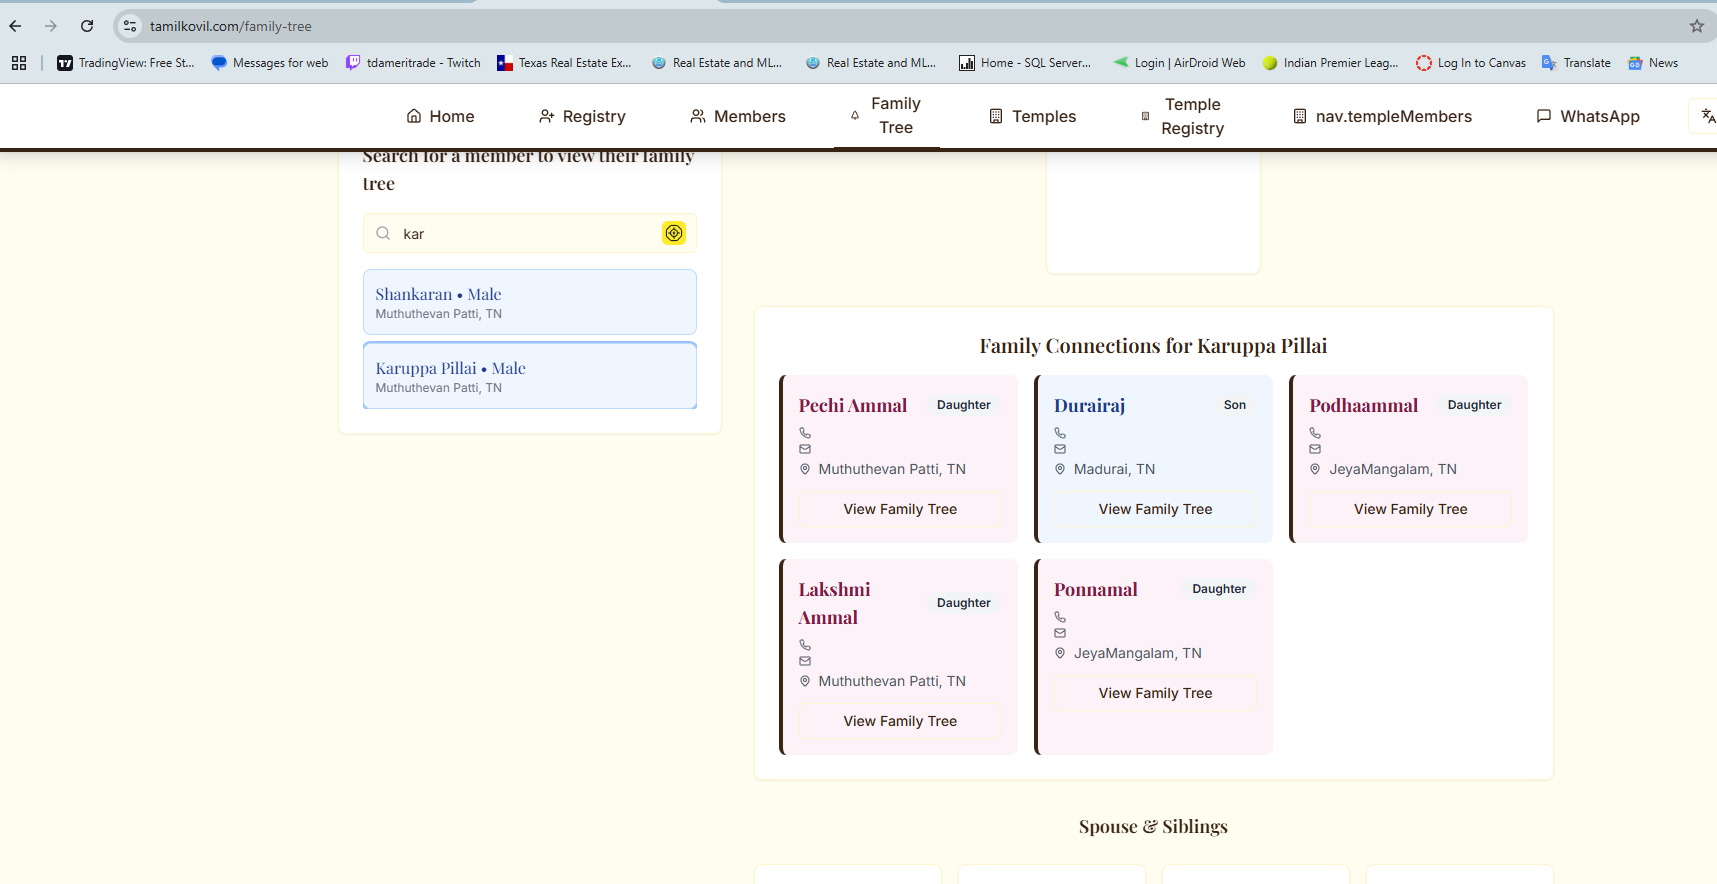 tamilkovil.com/family-tree
TradingView: Free St...
Messages for web
tdameritrade - Twitch
Texas Real Estate Ex...
Real Estate and ML...
Real Estate and ML...
Home - SQL Server...
Login | AirDroid Web
Indian Premier Leag...
Log In to Canvas
Translate
News
Home
Registry
Members
Family
Tree
Temples
Temple
Registry
nav.templeMembers
WhatsApp
Search for a member to view their family
tree
kar
Shankaran • Male
Muthuthevan Patti, TN
Karuppa Pillai • Male
Muthuthevan Patti, TN
Family Connections for Karuppa Pillai
Pechi Ammal Daughter
Muthuthevan Patti, TN
View Family Tree
Durairaj Son
Madurai, TN
View Family Tree
Podhaammal Daughter
JeyaMangalam, TN
View Family Tree
Lakshmi
Ammal
Daughter
Muthuthevan Patti, TN
View Family Tree
Ponnamal Daughter
JeyaMangalam, TN
View Family Tree
Spouse & Siblings